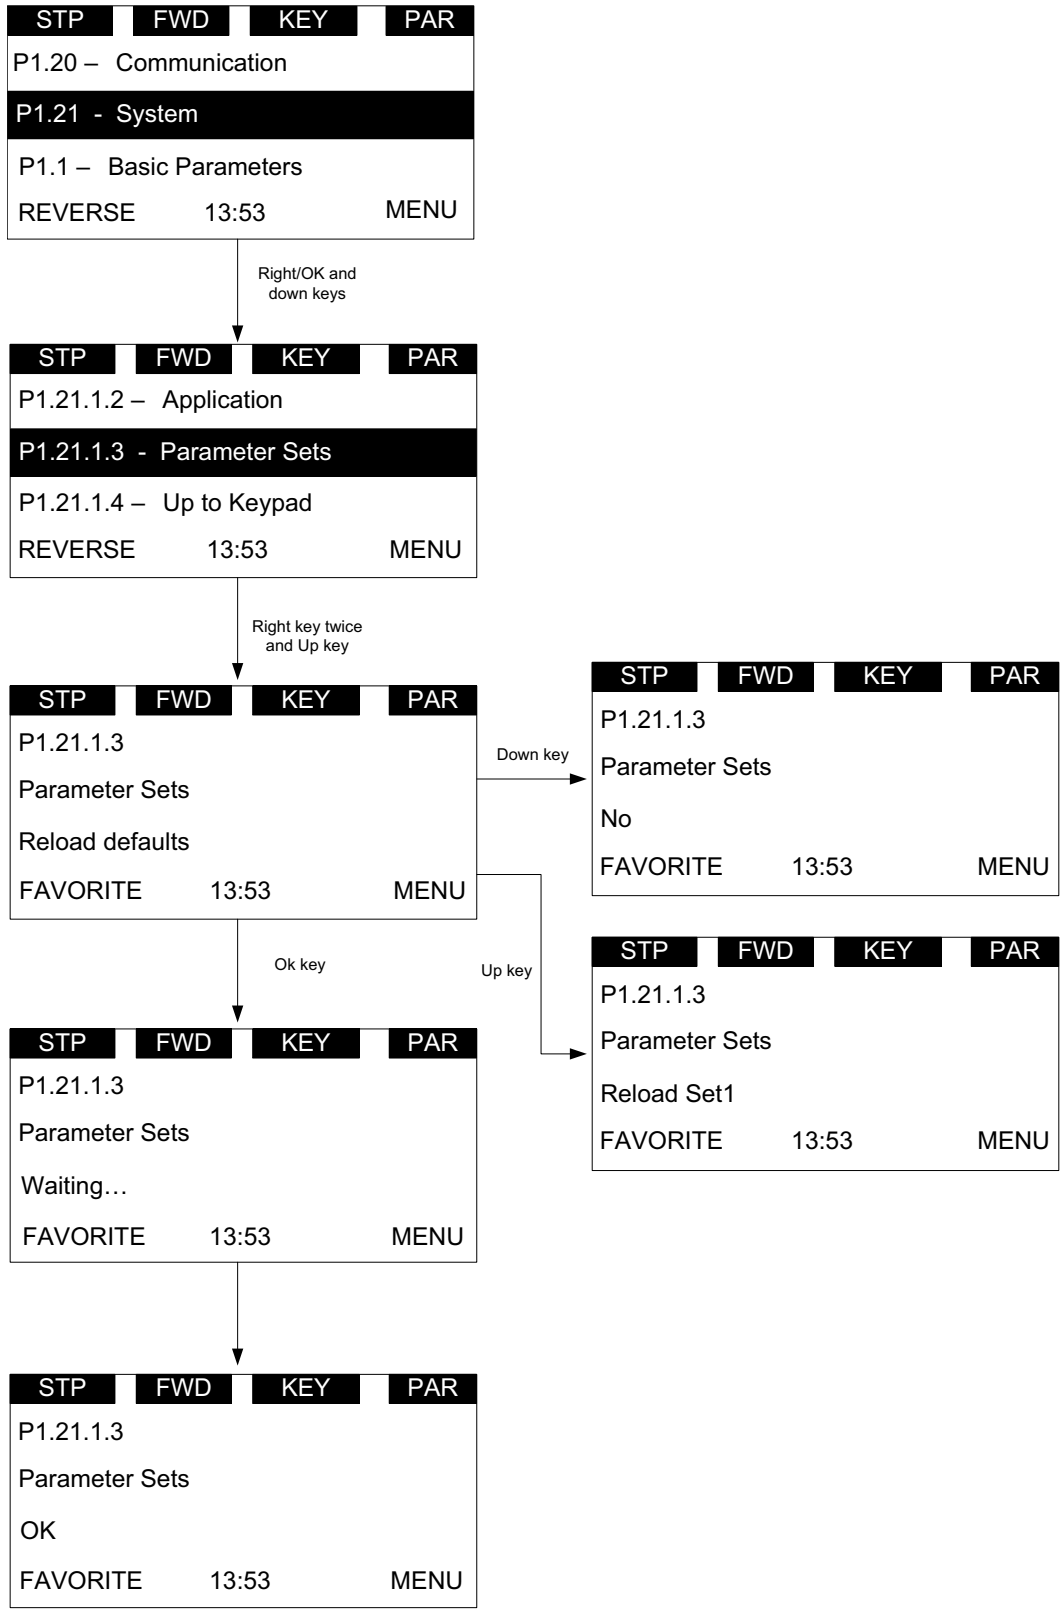 STP FWD KEY PAR
P1.20 – Communication
P1.21 - System
P1.1 – Basic Parameters
REVERSE 13:53 MENU
Right/OK and
down keys
STP FWD KEY PAR
P1.21.1.2 – Application
P1.21.1.3 - Parameter Sets
P1.21.1.4 – Up to Keypad
REVERSE 13:53 MENU
Right key twice
and Up key
STP FWD KEY PAR
P1.21.1.3
Parameter Sets
Reload defaults
FAVORITE 13:53 MENU
Down key
STP FWD KEY PAR
P1.21.1.3
Parameter Sets
No
FAVORITE 13:53 MENU
Up key
STP FWD KEY PAR
P1.21.1.3
Parameter Sets
Reload Set1
FAVORITE 13:53 MENU
Ok key
STP FWD KEY PAR
P1.21.1.3
Parameter Sets
Waiting…
FAVORITE 13:53 MENU
STP FWD KEY PAR
P1.21.1.3
Parameter Sets
OK
FAVORITE 13:53 MENU